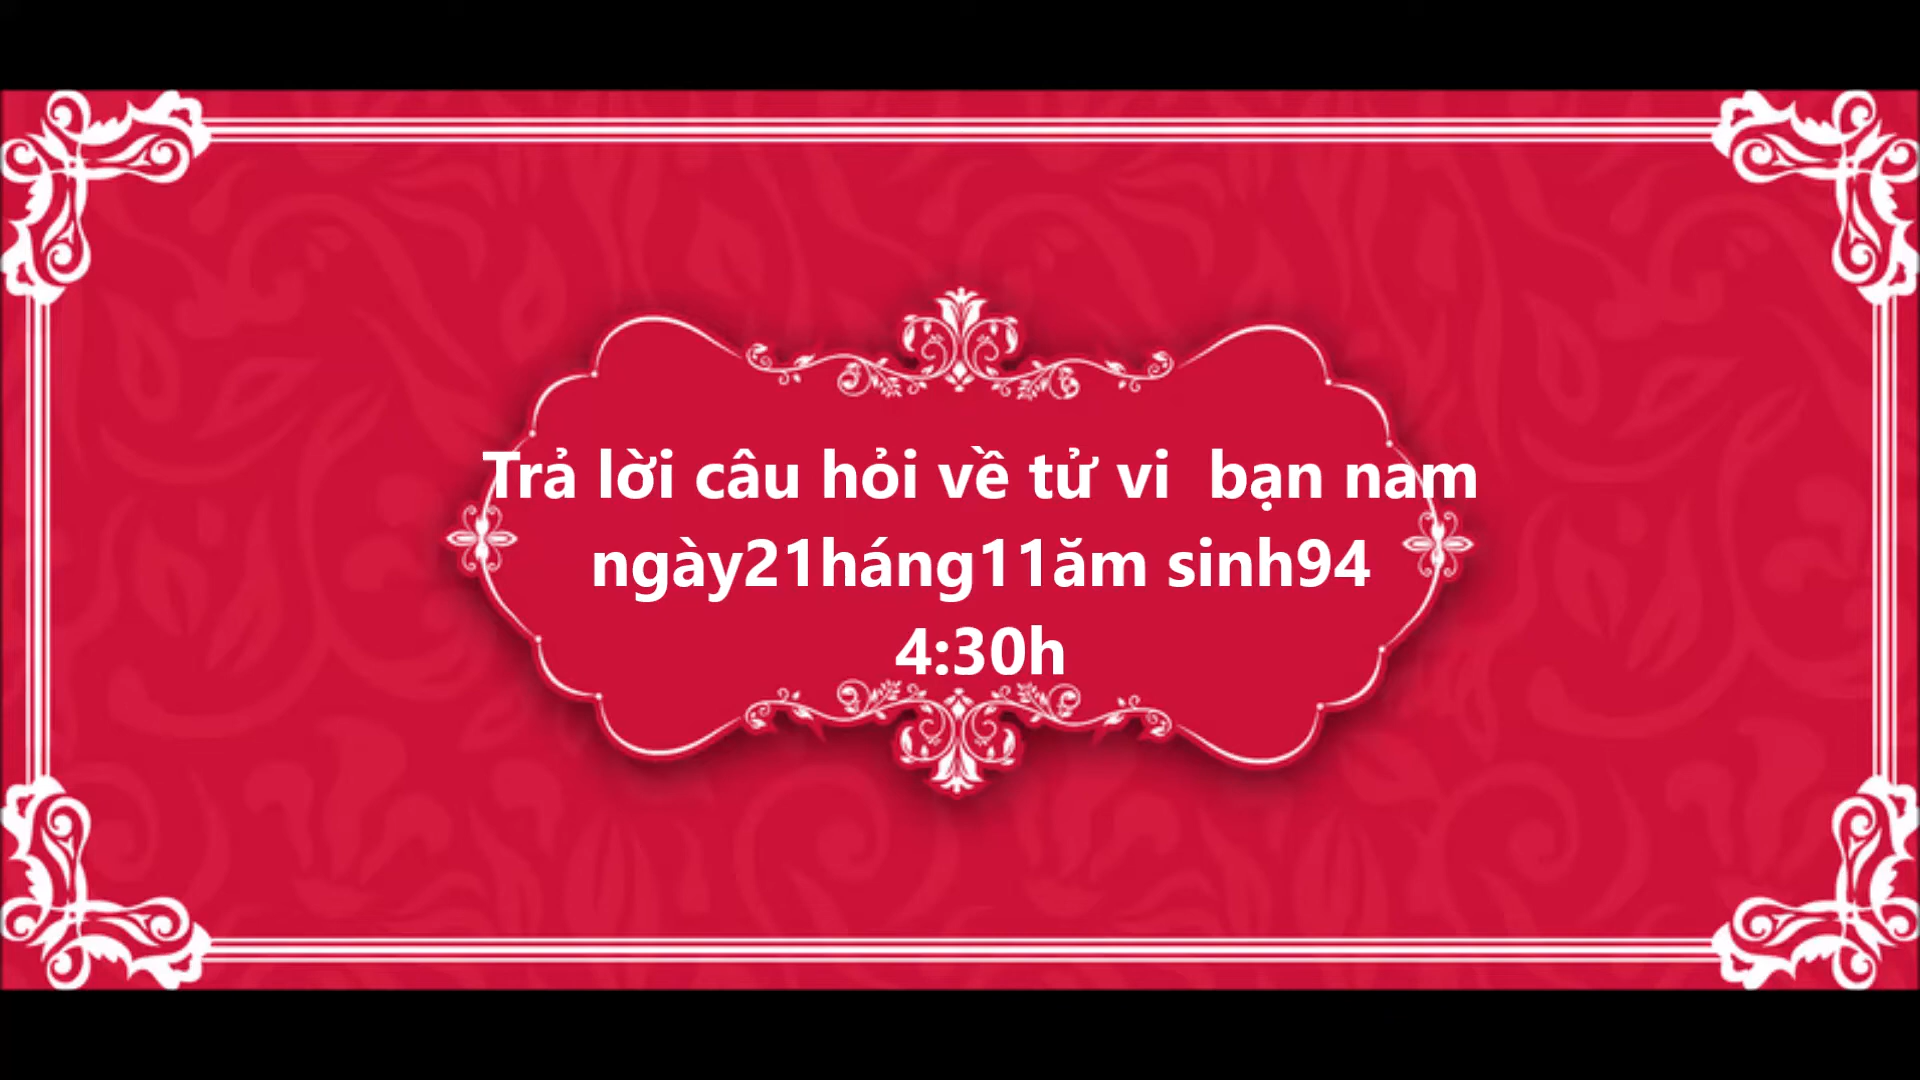 Trả lời câu hỏi về tử vi  bạn nam
ngày21háng11ăm sinh94
4:30h